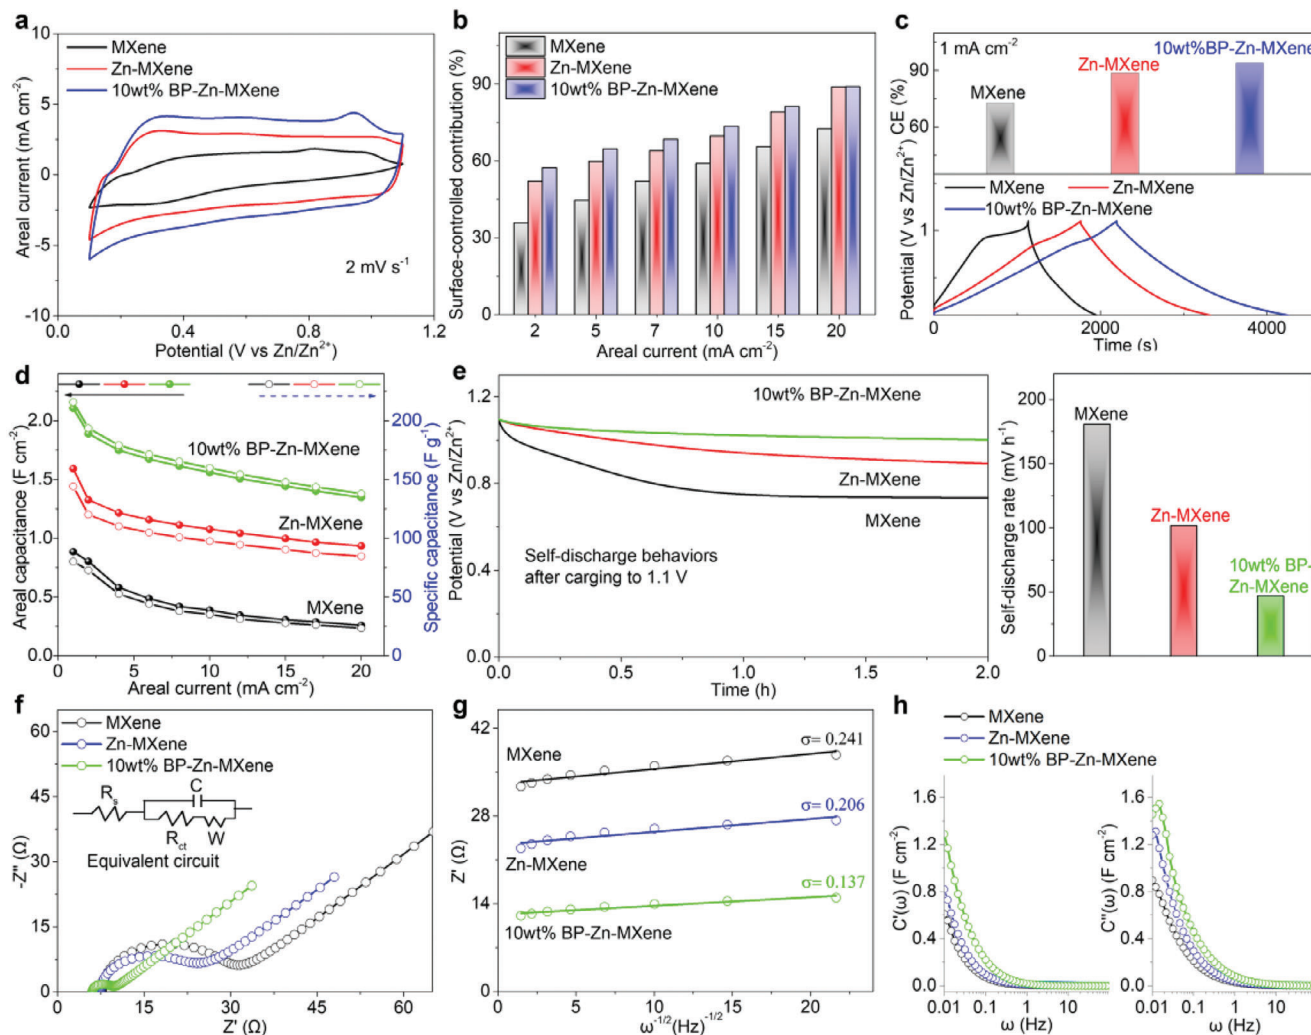 a
MXene
Zn-MXene
10wt% BP-Zn-MXene
2 mV s-1
Areal current (mA cm-2)
10
5
0
-5
-10
0.0
0.4
0.8
1.2
Potential (V vs Zn/Zn2+)
b
MXene
Zn-MXene
10wt% BP-Zn-MXene
Surface-controlled contribution (%)
90
60
30
0
2
5
7
10
15
20
Areal current (mA cm-2)
c
1 mA cm-2
10wt%BP-Zn-MXene
Zn-MXene
MXene
CE (%)
90
60
MXene
Zn-MXene
10wt% BP-Zn-MXene
Potential (V vs Zn/Zn2+)
1
0
2000
4000
Time (s)
d
10wt% BP-Zn-MXene
Zn-MXene
MXene
Areal capacitance (F cm-2)
2.0
1.5
1.0
0.5
0.0
Specific capacitance (F g-1)
200
150
100
50
0
0
5
10
15
20
Areal current (mA cm-2)
e
10wt% BP-Zn-MXene
Zn-MXene
MXene
Self-discharge behaviors
after carging to 1.1 V
Potential (V vs Zn/Zn2+)
1.2
0.8
0.4
0.0
0.0
0.5
1.0
1.5
2.0
Time (h)
Self-discharge rate (mV h-1)
200
150
100
50
0
MXene
Zn-MXene
10wt% BP-
Zn-MXene
f
MXene
Zn-MXene
10wt% BP-Zn-MXene
Rs
C
Rct
W
Equivalent circuit
-Z'' (Ω)
60
45
30
15
0
0
15
30
45
60
Z' (Ω)
g
MXene
σ= 0.241
Zn-MXene
σ= 0.206
10wt% BP-Zn-MXene
σ= 0.137
Z' (Ω)
42
28
14
0
0
5
10
15
20
ω-1/2(Hz)-1/2
h
MXene
Zn-MXene
10wt% BP-Zn-MXene
C'(ω) (F cm-2)
1.6
1.2
0.8
0.4
0.0
0.01
0.1
1
10
ω (Hz)
C''(ω) (F cm-2)
1.6
1.2
0.8
0.4
0.0
0.01
0.1
1
10
ω (Hz)